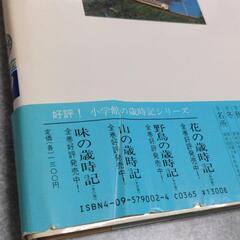 好評! 小学館の歳時記シリーズ
花の歳時記
全巻好評発売中!
野鳥の歳時記
全巻好評発売中!
山の歳時記
全巻好評発売中!
味の歳時記
全巻好評発売中!
定価(各)一三〇〇円
ISBN4-09-579002-4 C0365 ¥1300E